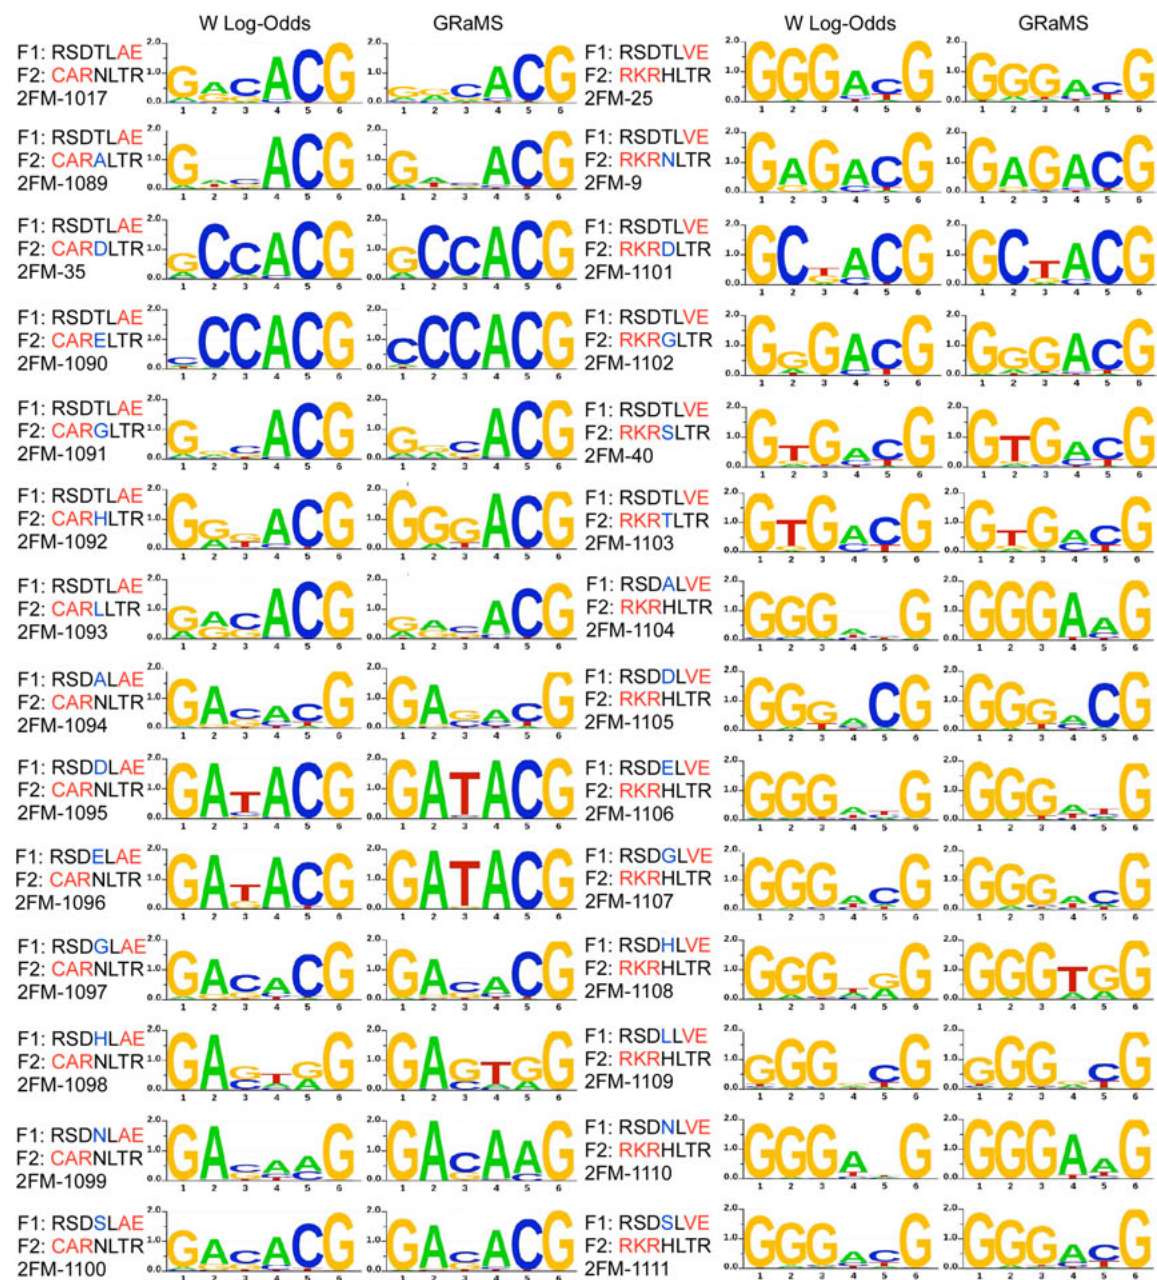 W Log-Odds GRaMS
F1: RSDTLAE
F2: CARNLTR
2FM-1017
F1: RSDTLAE
F2: CARALTR
2FM-1089
F1: RSDTLAE
F2: CARDLTR
2FM-35
F1: RSDTLAE
F2: CARELTR
2FM-1090
F1: RSDTLAE
F2: CARGLTR
2FM-1091
F1: RSDTLAE
F2: CARHLTR
2FM-1092
F1: RSDTLAE
F2: CARLLTR
2FM-1093
F1: RSDALAE
F2: CARNLTR
2FM-1094
F1: RSDDLAE
F2: CARNLTR
2FM-1095
F1: RSDELAE
F2: CARNLTR
2FM-1096
F1: RSDGLAE
F2: CARNLTR
2FM-1097
F1: RSDHLAE
F2: CARNLTR
2FM-1098
F1: RSDNLAE
F2: CARNLTR
2FM-1099
F1: RSDSLAE
F2: CARNLTR
2FM-1100
W Log-Odds GRaMS
F1: RSDTLVE
F2: RKRHLTR
2FM-25
F1: RSDTLVE
F2: RKRNLTR
2FM-9
F1: RSDTLVE
F2: RKRDLTR
2FM-1101
F1: RSDTLVE
F2: RKRGLTR
2FM-1102
F1: RSDTLVE
F2: RKRSLTR
2FM-40
F1: RSDTLVE
F2: RKRTLTR
2FM-1103
F1: RSDALVE
F2: RKRHLTR
2FM-1104
F1: RSDDLVE
F2: RKRHLTR
2FM-1105
F1: RSDELVE
F2: RKRHLTR
2FM-1106
F1: RSDGLVE
F2: RKRHLTR
2FM-1107
F1: RSDHLVE
F2: RKRHLTR
2FM-1108
F1: RSDLLVE
F2: RKRHLTR
2FM-1109
F1: RSDNLVE
F2: RKRHLTR
2FM-1110
F1: RSDSLVE
F2: RKRHLTR
2FM-1111